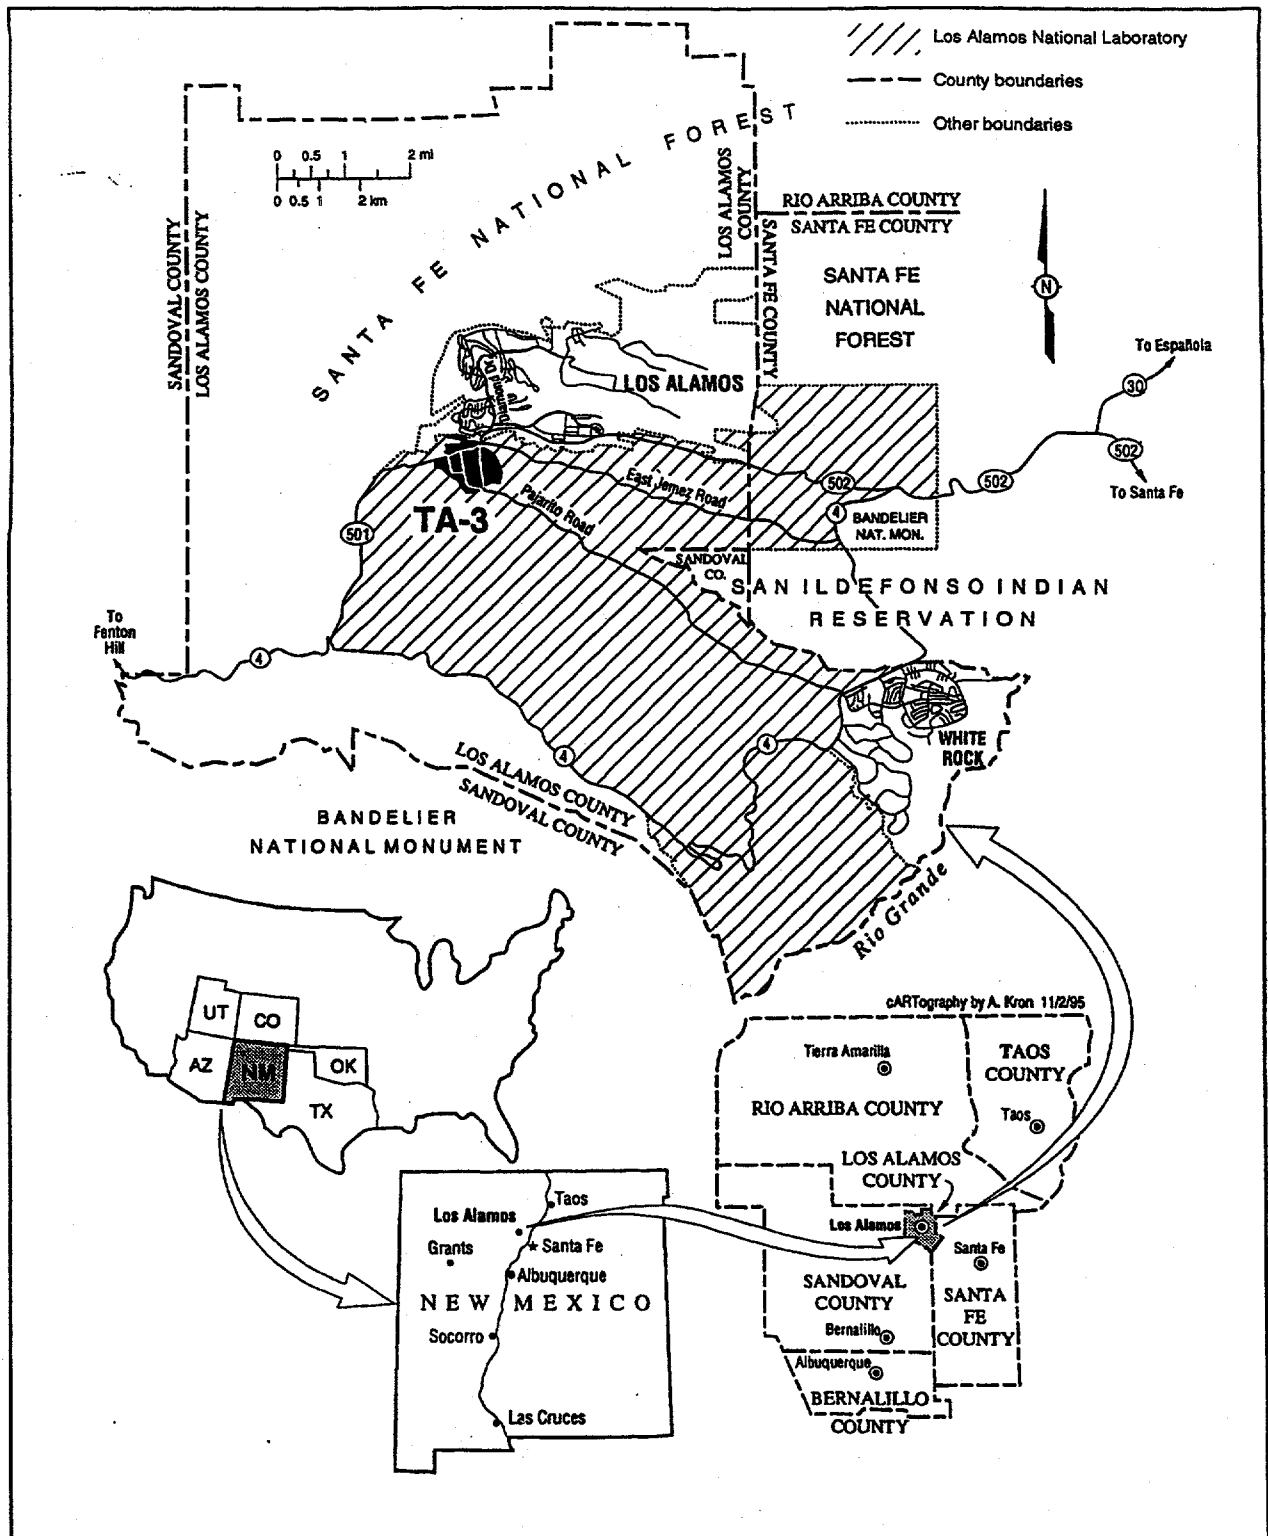 Los Alamos National Laboratory
County boundaries
Other boundaries
0 0.5 1 2 mi
0 0.5 1 2 km
SANTA FE NATIONAL FOREST
SANDOVAL COUNTY
LOS ALAMOS COUNTY
LOS ALAMOS
COUNTY
SANTA FE COUNTY
RIO ARRIBA COUNTY
SANTA FE COUNTY
SANTA FE
NATIONAL
FOREST
N
To Española
30
502
To Santa Fe
502
502
LOS ALAMOS
Diamond Dr.
TA-3
East Jemez Road
Pajarito Road
4
BANDELIER
NAT. MON.
501
SANDOVAL
CO.
SAN ILDEFONSO INDIAN
RESERVATION
To
Fenton
Hill
4
4
4
WHITE
ROCK
LOS ALAMOS COUNTY
SANDOVAL COUNTY
BANDELIER
NATIONAL MONUMENT
Rio Grande
cARTography by A. Kron 11/2/95
UT
CO
AZ
NM
OK
TX
Taos
Los Alamos
Grants
Santa Fe
Albuquerque
NEW MEXICO
Socorro
Las Cruces
Tierra Amarilla
TAOS
COUNTY
RIO ARRIBA COUNTY
Taos
LOS ALAMOS
COUNTY
Los Alamos
Santa Fe
SANDOVAL
COUNTY
SANTA
FE
COUNTY
Bernalillo
Albuquerque
BERNALILLO
COUNTY